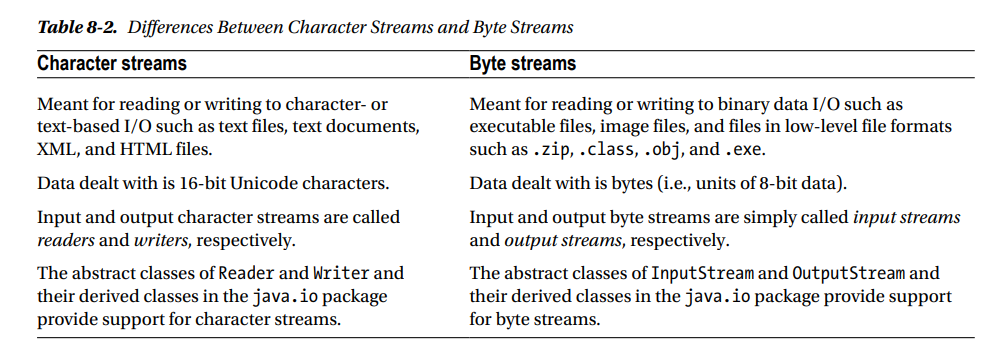 Table 8-2. Differences Between Character Streams and Byte Streams
Character streams
Byte streams
Meant for reading or writing to character- or
text-based I/O such as text files, text documents,
XML, and HTML files.
Meant for reading or writing to binary data I/O such as
executable files, image files, and files in low-level file formats
such as .zip, .class, .obj, and .exe.
Data dealt with is 16-bit Unicode characters.
Data dealt with is bytes (i.e., units of 8-bit data).
Input and output character streams are called
readers and writers, respectively.
Input and output byte streams are simply called input streams
and output streams, respectively.
The abstract classes of Reader and Writer and
their derived classes in the java.io package
provide support for character streams.
The abstract classes of InputStream and OutputStream and
their derived classes in the java.io package provide support
for byte streams.